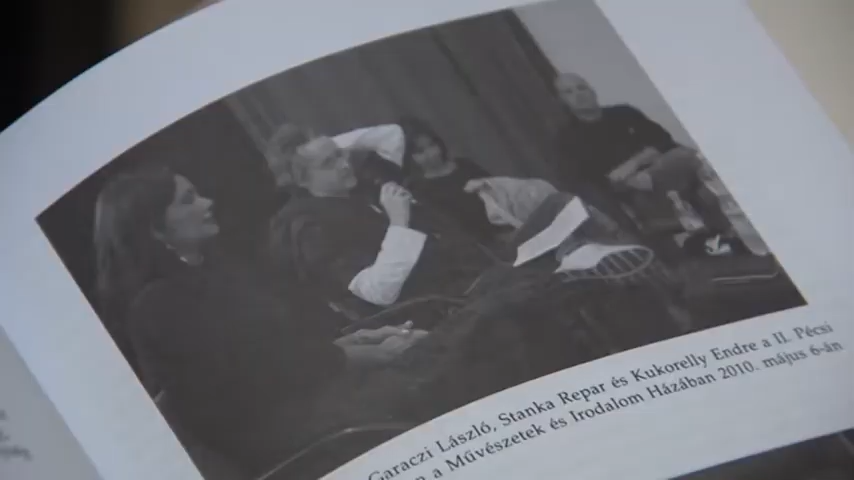 Garaczi László, Stanka Repar és Kukorelly Endre a II. Pécsi
a Művészetek és Irodalom Házában 2010. május 6-án